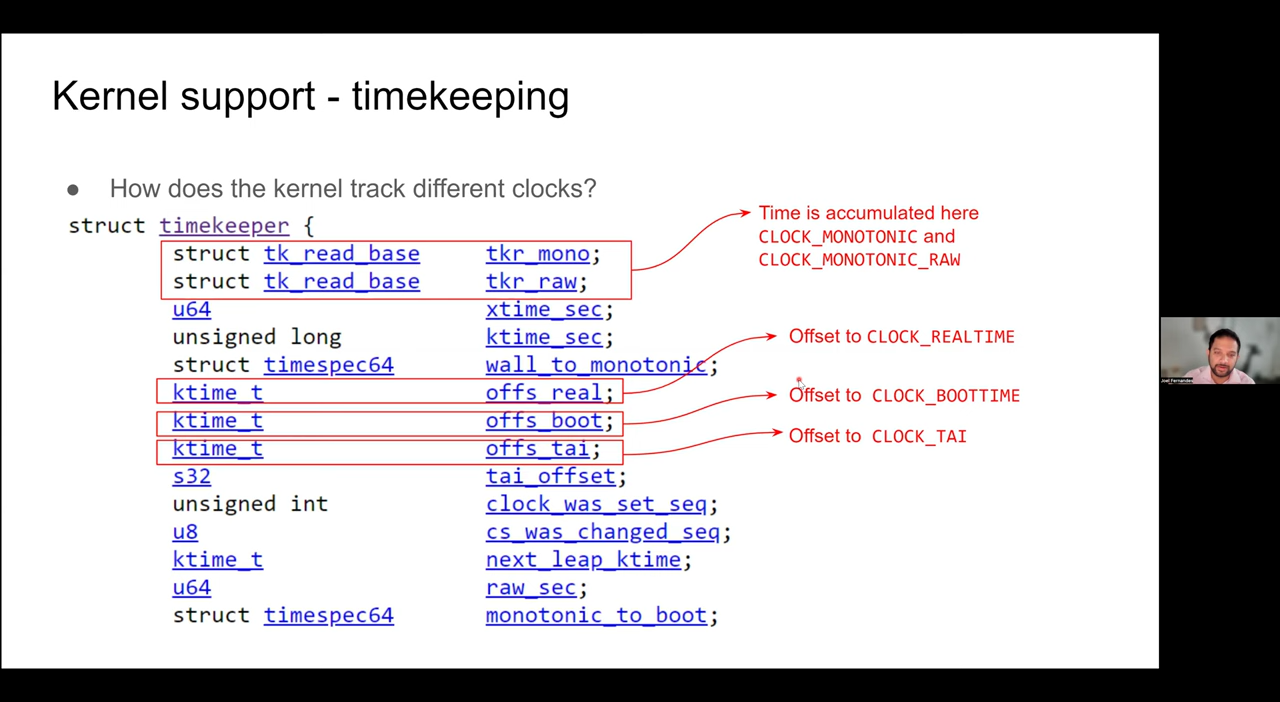 Kernel support - timekeeping
● How does the kernel track different clocks?
struct timekeeper {
struct tk_read_base tkr_mono;
struct tk_read_base tkr_raw;
u64 xtime_sec;
unsigned long ktime_sec;
struct timespec64 wall_to_monotonic;
ktime_t offs_real;
ktime_t offs_boot;
ktime_t offs_tai;
s32 tai_offset;
unsigned int clock_was_set_seq;
u8 cs_was_changed_seq;
ktime_t next_leap_ktime;
u64 raw_sec;
struct timespec64 monotonic_to_boot;
Time is accumulated here
CLOCK_MONOTONIC and
CLOCK_MONOTONIC_RAW
Offset to CLOCK_REALTIME
Offset to CLOCK_BOOTTIME
Offset to CLOCK_TAI
Joel Fernandes